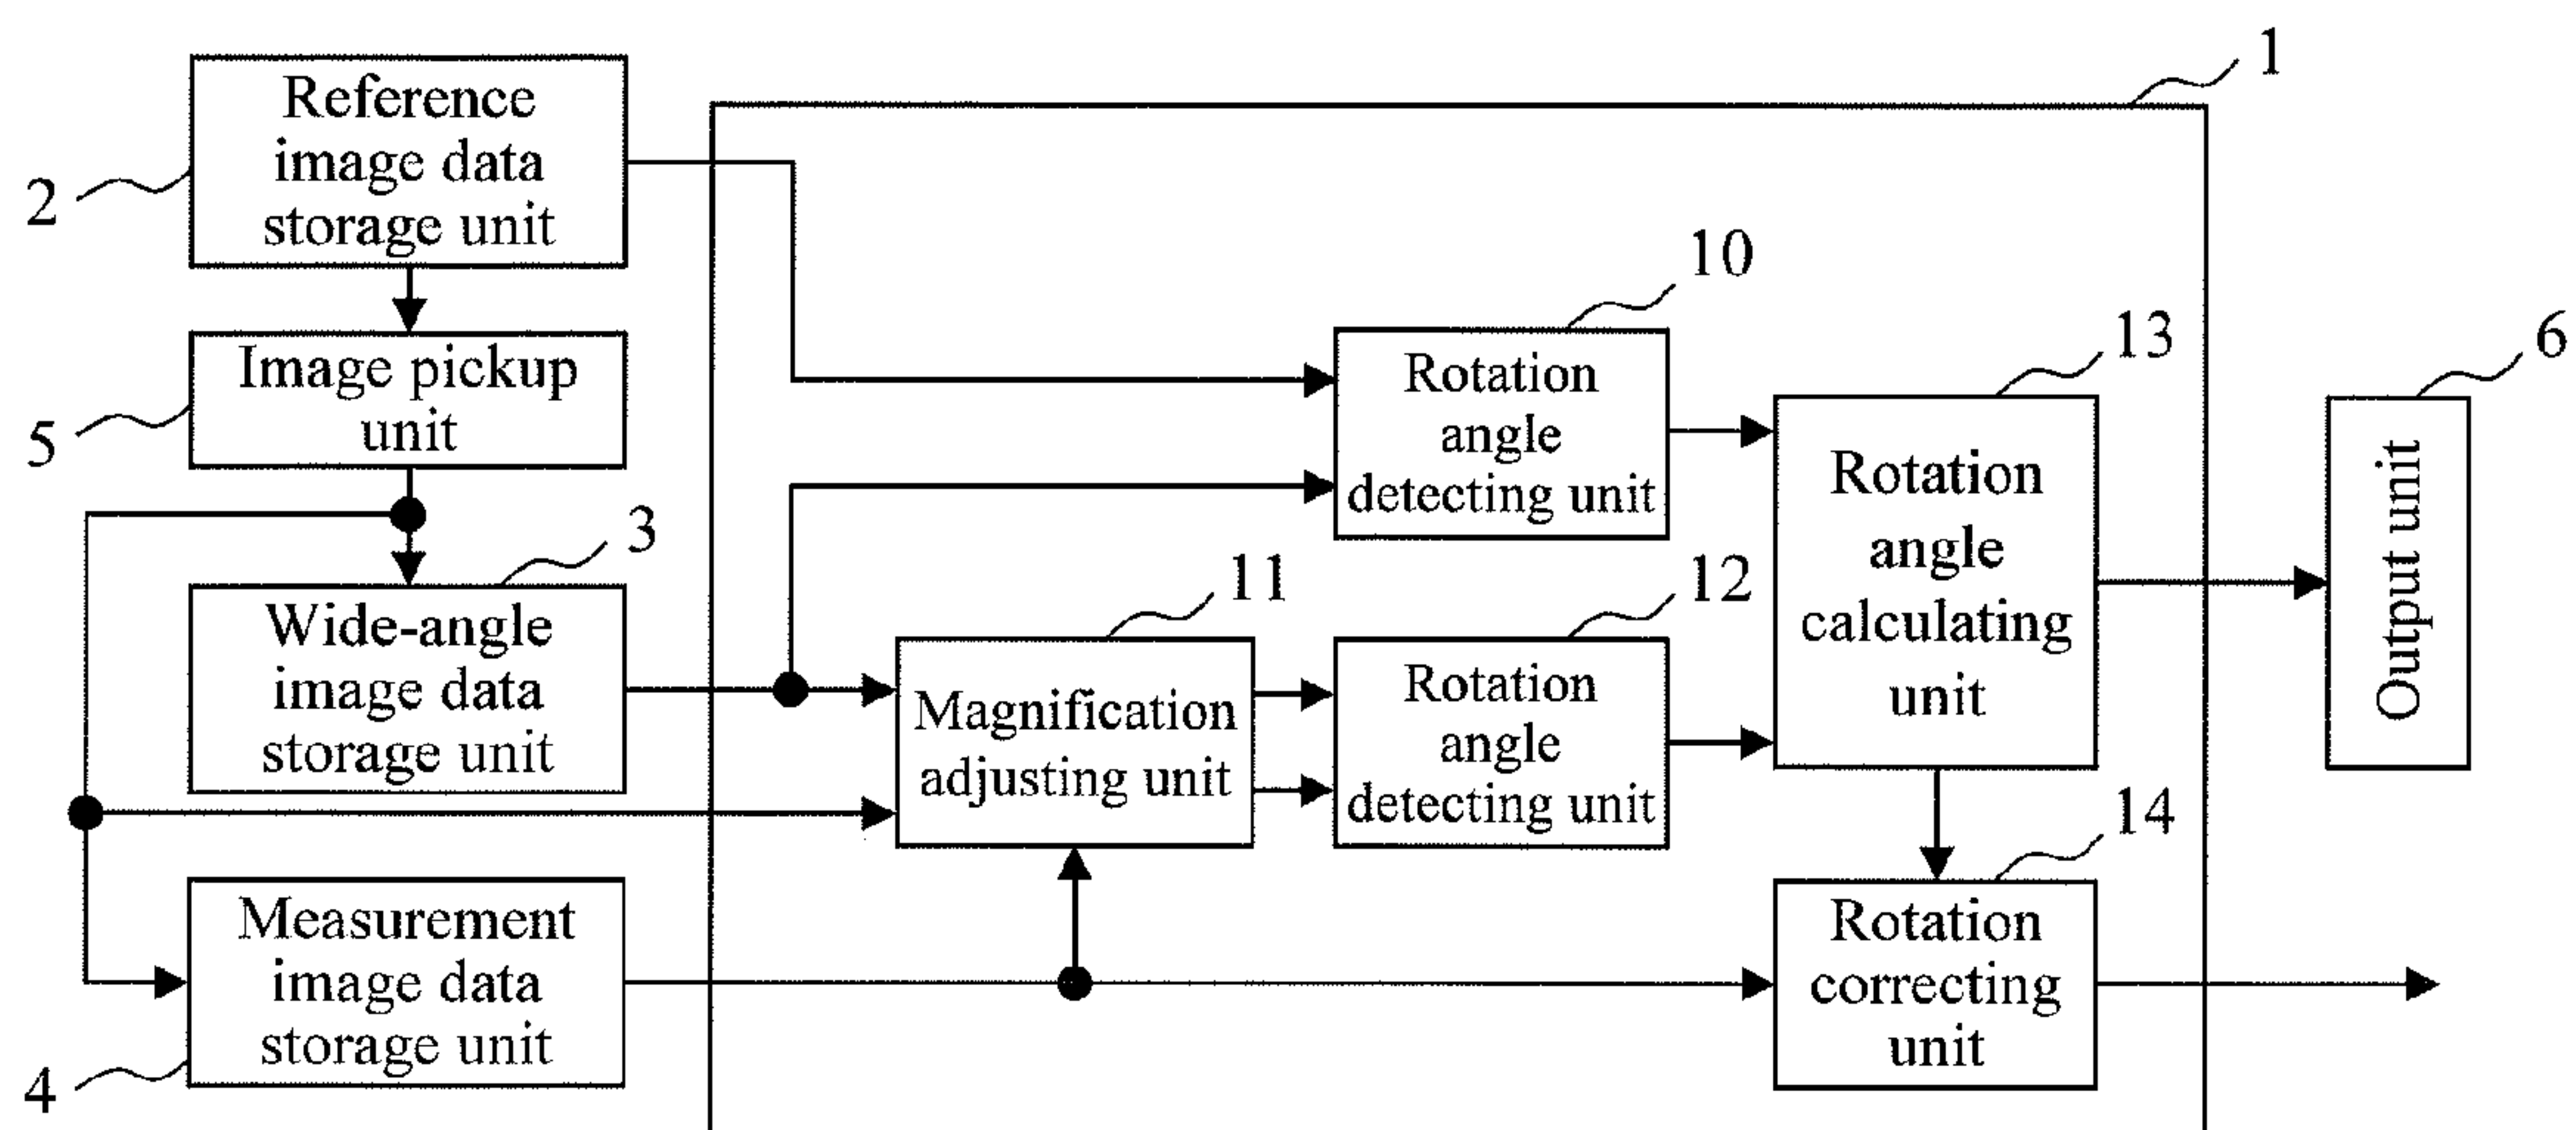 1
Reference
image data
storage unit
2
10
Image pickup
unit
5
Rotation
angle
detecting unit
13
6
Rotation
angle
calculating
unit
Output unit
3
Wide-angle
image data
storage unit
11
Magnification
adjusting unit
12
Rotation
angle
detecting unit
14
Measurement
image data
storage unit
4
Rotation
correcting
unit